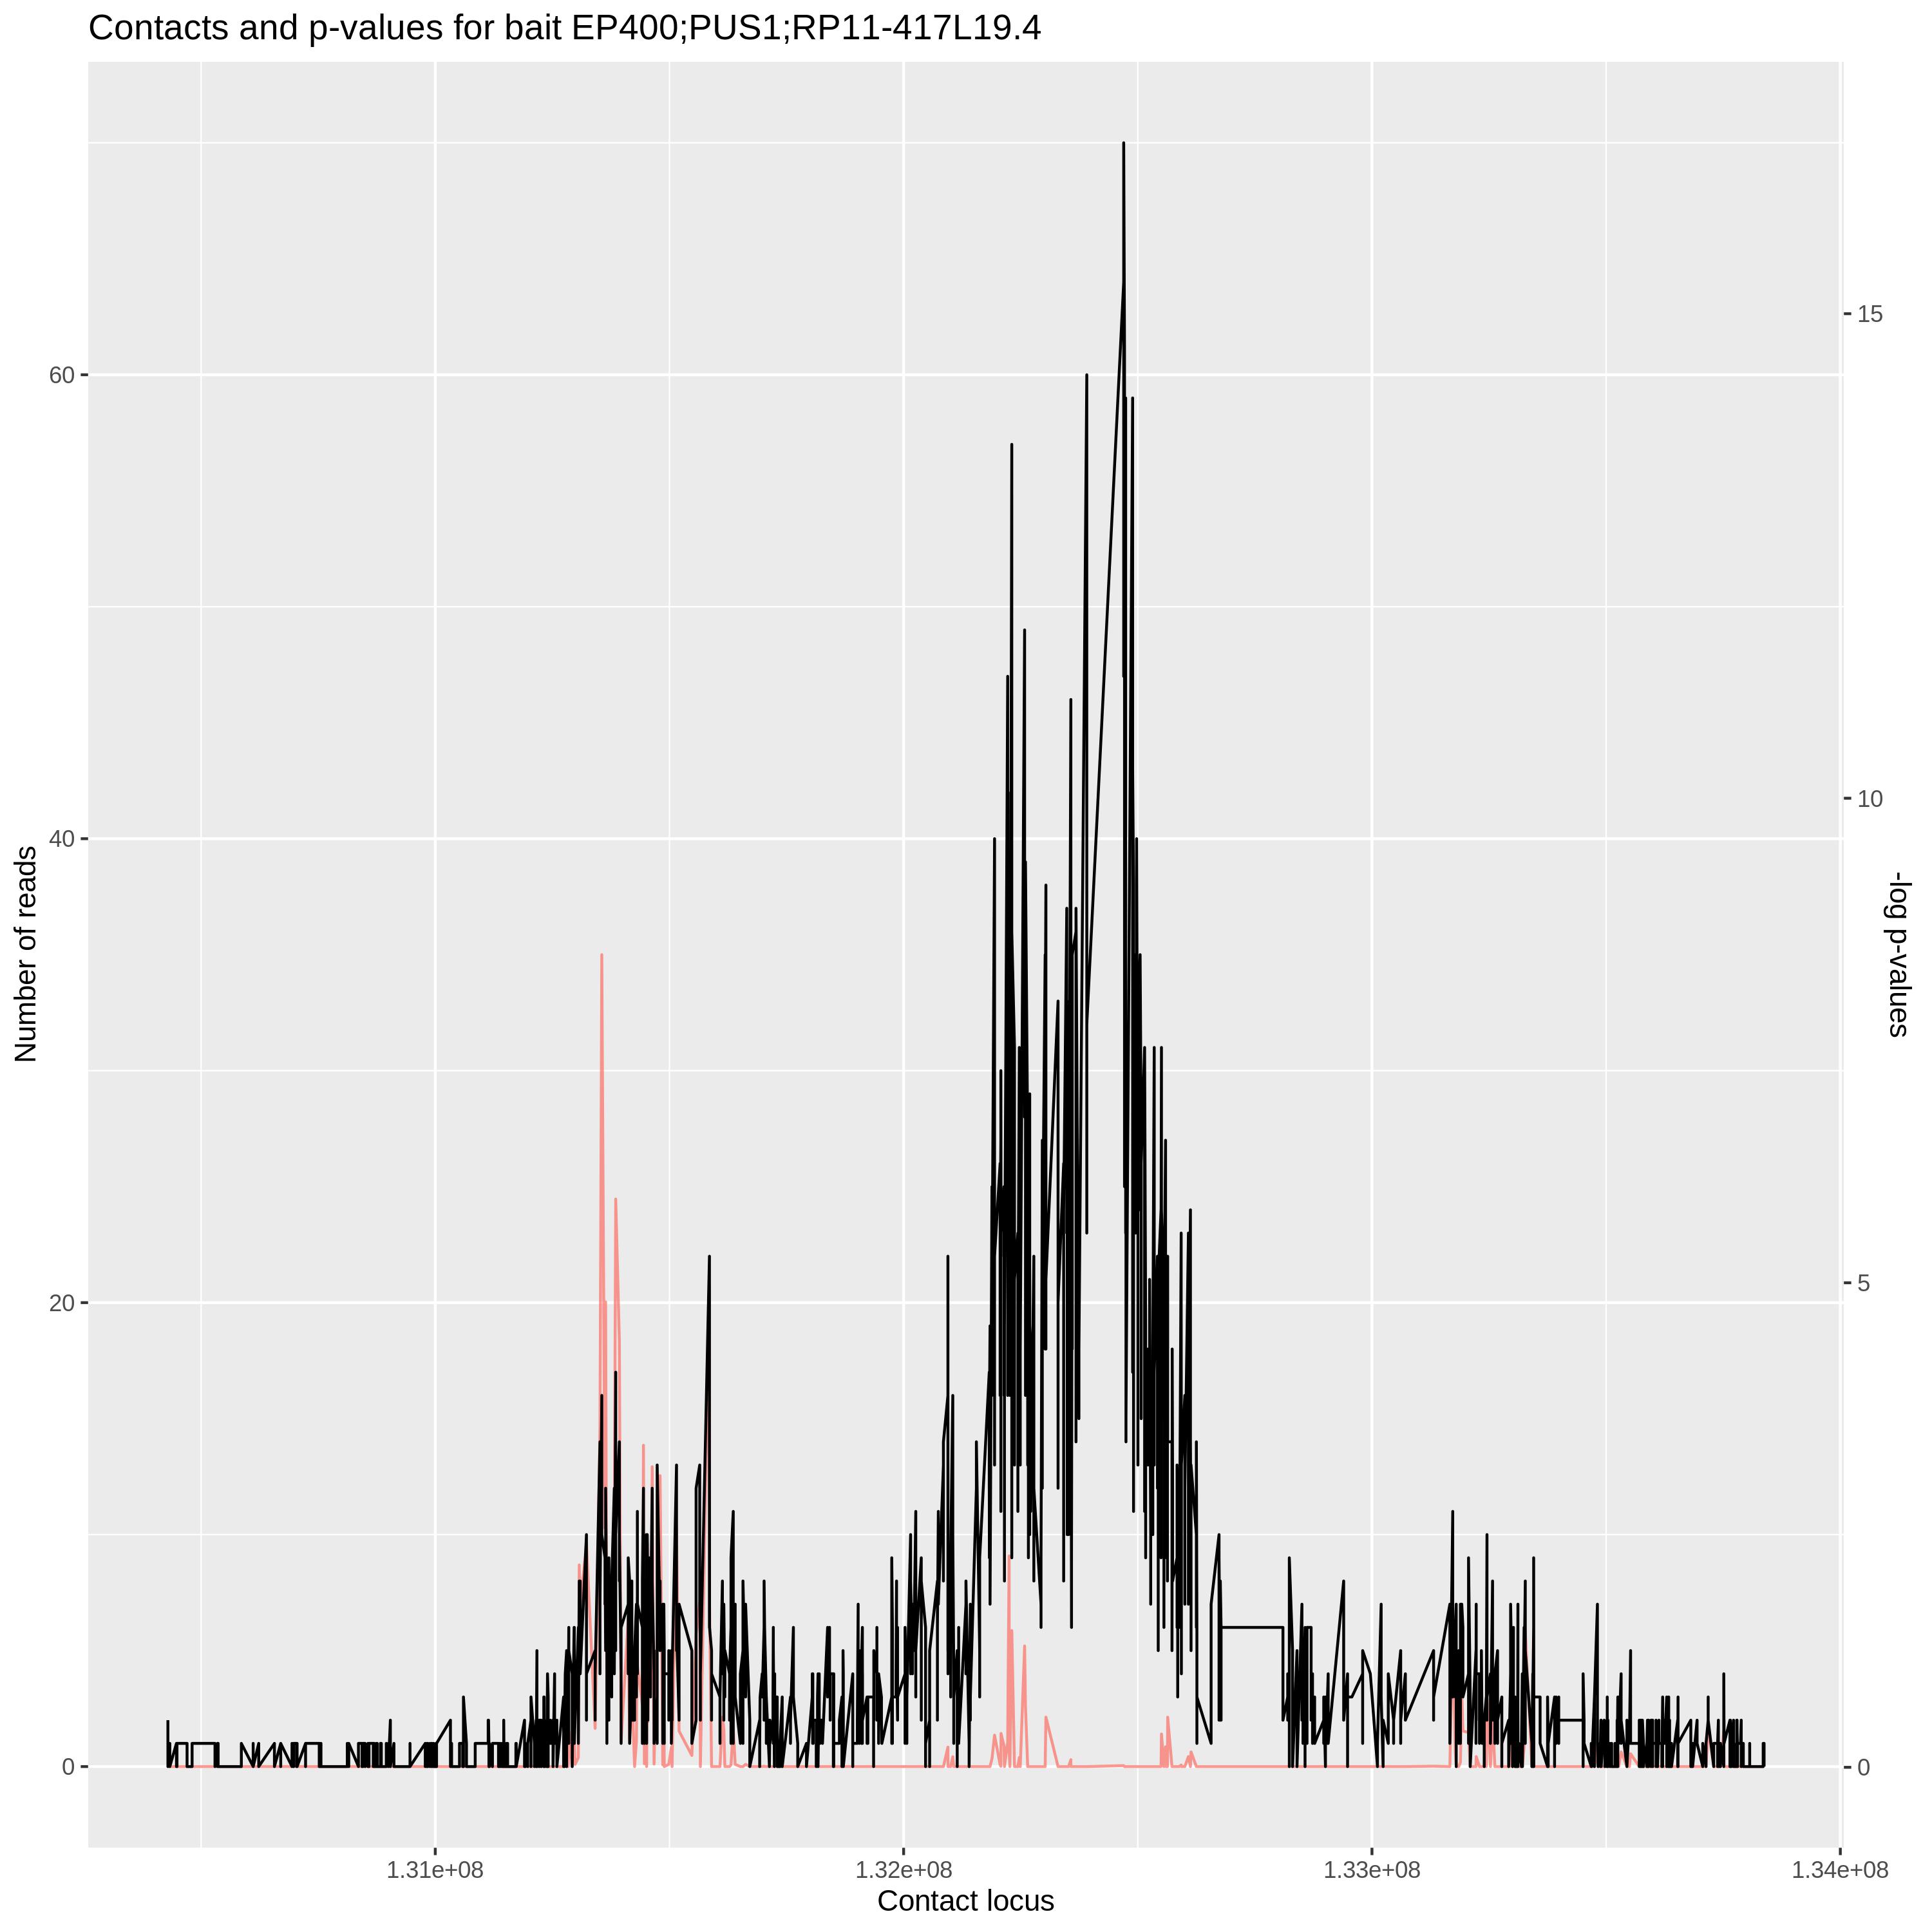 Contacts and p-values for bait EP400;PUS1;RP11-417L19.4
60
40
20
0
Number of reads
15
10
5
0
-log p-values
1.31e+08
1.32e+08
1.33e+08
1.34e+08
Contact locus